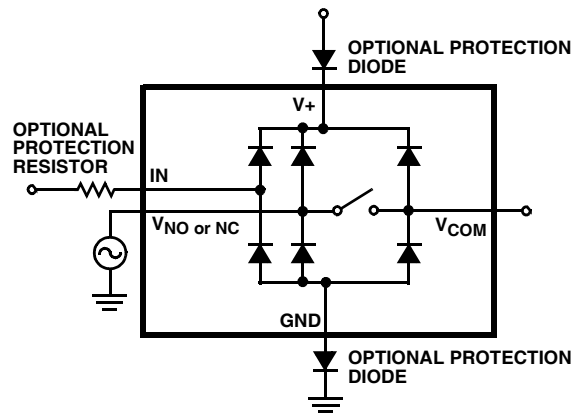 OPTIONAL PROTECTION
DIODE
V+
OPTIONAL
PROTECTION
RESISTOR
IN
VNO or NC
VCOM
GND
OPTIONAL PROTECTION
DIODE